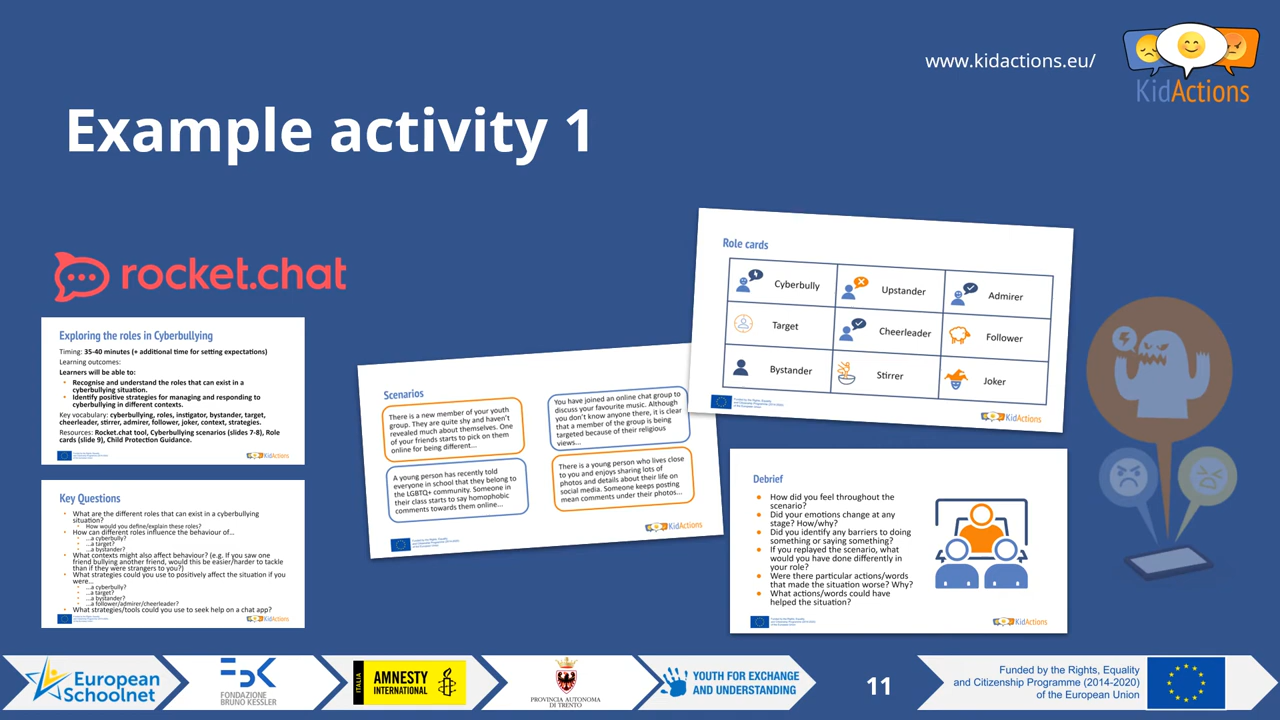 www.kidactions.eu/
KidActions
Example activity 1
rocket.chat
Exploring the roles in Cyberbullying
Timing: 35-40 minutes (+ additional time for setting expectations)
Learning outcomes:
Learners will be able to:
• Recognise and understand the roles that can exist in a
cyberbullying situation.
• Identify positive strategies for managing and responding to
cyberbullying in different contexts.
Key vocabulary: cyberbullying, roles, instigator, bystander, target,
cheerleader, stirrer, admirer, follower, joker, context, strategies.
Resources: Rocket.chat tool, Cyberbullying scenarios (slides 7-8), Role
cards (slide 9), Child Protection Guidance.
KidActions
Key Questions
• What are the different roles that can exist in a cyberbullying
situation?
• How would you define/explain these roles?
• How can different roles influence the behaviour of...
• ...a cyberbully?
• ...a target?
• ...a bystander?
• What contexts might also affect behaviour? (e.g. If you saw one
friend bullying another friend, would this be easier/harder to tackle
than if they were strangers to you?)
• What strategies could you use to positively affect the situation if you
were...
• ...a cyberbully?
• ...a target?
• ...a bystander?
• ...a follower/admirer/cheerleader?
• What strategies/tools could you use to seek help on a chat app?
KidActions
Scenarios
There is a new member of your youth
group. They are quite shy and haven't
revealed much about themselves. One
of your friends starts to pick on them
online for being different...
You have joined an online chat group to
discuss your favourite music. Although
you don't know anyone there, it is clear
that a member of the group is being
targeted because of their religious
views...
A young person has recently told
everyone in school that they belong to
the LGBTQ+ community. Someone in
their class starts to say homophobic
comments towards them online...
There is a young person who lives close
to you and enjoys sharing lots of
photos and details about their life on
social media. Someone keeps posting
mean comments under their photos...
KidActions
Role cards
Cyberbully
Upstander
Admirer
Target
Cheerleader
Follower
Bystander
Stirrer
Joker
KidActions
Debrief
• How did you feel throughout the
scenario?
• Did your emotions change at any
stage? How/why?
• Did you identify any barriers to doing
something or saying something?
• If you replayed the scenario, what
would you have done differently in
your role?
• Were there particular actions/words
that made the situation worse? Why?
• What actions/words could have
helped the situation?
KidActions
European
Schoolnet
FBK
FONDAZIONE
BRUNO KESSLER
ITALIA
AMNESTY
INTERNATIONAL
PROVINCIA AUTONOMA
DI TRENTO
YOUTH FOR EXCHANGE
AND UNDERSTANDING
11
Funded by the Rights, Equality
and Citizenship Programme (2014-2020)
of the European Union